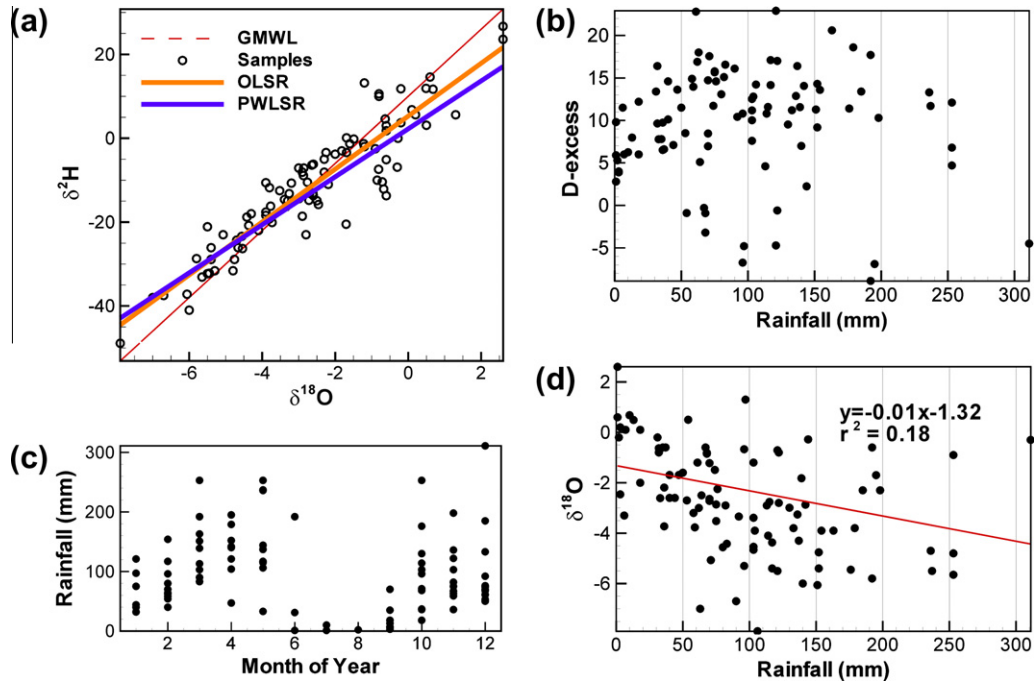 (a)
GMWL
Samples
OLSR
PWLSR
20
0
-20
-40
δ²H
-6 -4 -2 0 2
δ¹⁸O
(b)
20
15
10
5
0
-5
D-excess
0 50 100 150 200 250 300
Rainfall (mm)
(c)
300
200
100
0
Rainfall (mm)
2 4 6 8 10 12
Month of Year
(d)
y=-0.01x-1.32
r² = 0.18
2
0
-2
-4
-6
δ¹⁸O
0 50 100 150 200 250 300
Rainfall (mm)